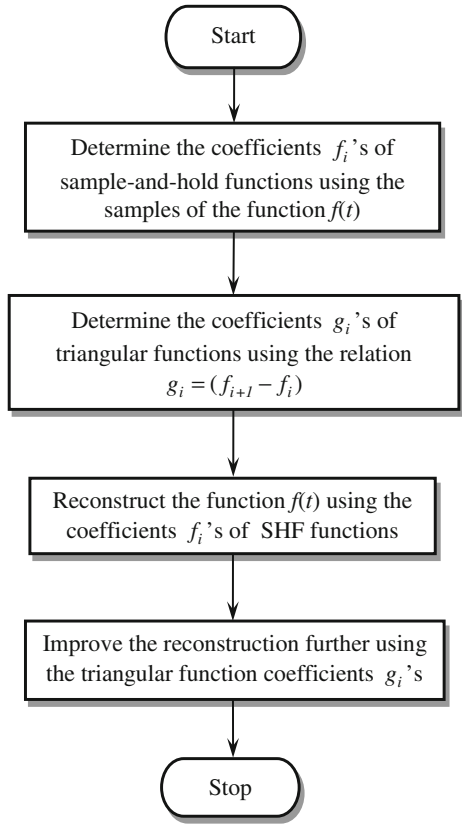 Start
Determine the coefficients f_i's of
sample-and-hold functions using the
samples of the function f(t)
Determine the coefficients g_i's of
triangular functions using the relation
g_i = (f_{i+1} − f_i)
Reconstruct the function f(t) using the
coefficients f_i's of SHF functions
Improve the reconstruction further using
the triangular function coefficients g_i's
Stop